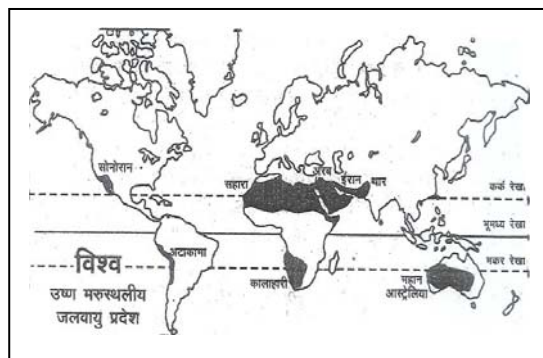 सोनोरान
सहारा
अरब
ईरान
थार
कर्क रेखा
भूमध्य रेखा
अटाकामा
विश्व
उष्ण मरुस्थलीय
जलवायु प्रदेश
कालाहारी
मकर रेखा
महान
आस्ट्रेलिया